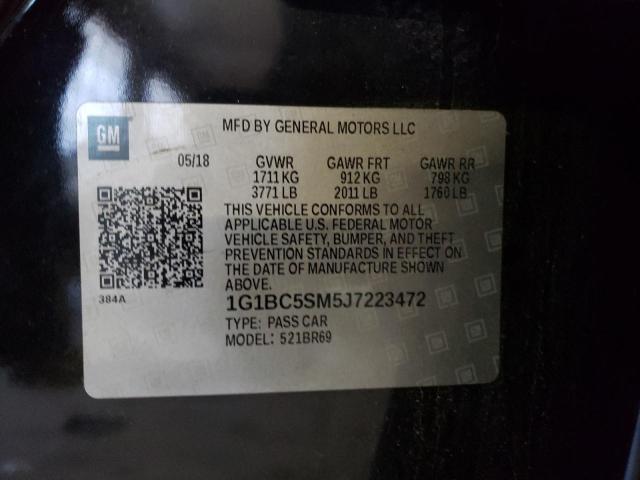 GM
MFD BY GENERAL MOTORS LLC
05/18 GVWR GAWR FRT GAWR RR
1711 KG 912 KG 798 KG
3771 LB 2011 LB 1760 LB
THIS VEHICLE CONFORMS TO ALL
APPLICABLE U.S. FEDERAL MOTOR
VEHICLE SAFETY, BUMPER, AND THEFT
PREVENTION STANDARDS IN EFFECT ON
THE DATE OF MANUFACTURE SHOWN
ABOVE.
384A
1G1BC5SM5J7223472
TYPE: PASS CAR
MODEL: 521BR69